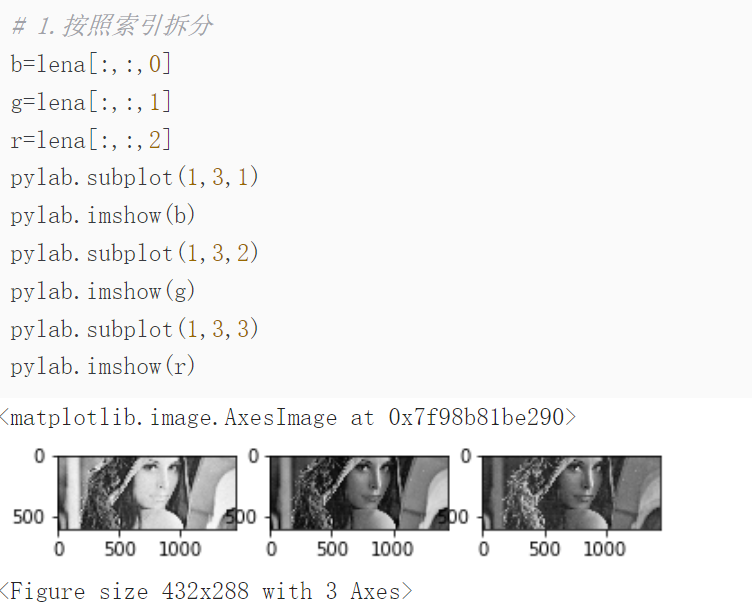 # 1.按照索引拆分
b=lena[:,:,0]
g=lena[:,:,1]
r=lena[:,:,2]
pylab.subplot(1,3,1)
pylab.imshow(b)
pylab.subplot(1,3,2)
pylab.imshow(g)
pylab.subplot(1,3,3)
pylab.imshow(r)
<matplotlib.image.AxesImage at 0x7f98b81be290>
0 0 0
500 500 500
0 500 1000 0 500 1000 0 500 1000
<Figure size 432x288 with 3 Axes>